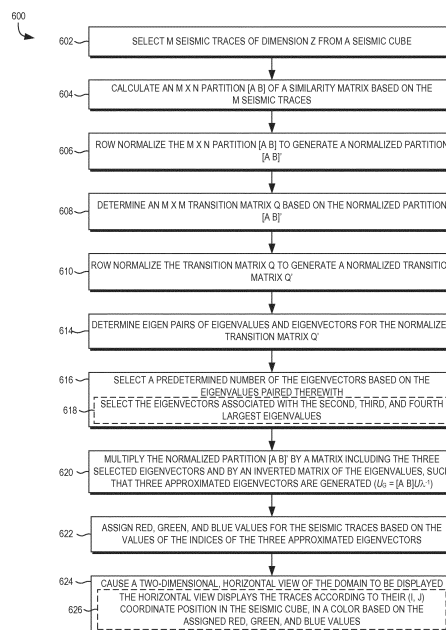 600
602 SELECT M SEISMIC TRACES OF DIMENSION Z FROM A SEISMIC CUBE
604 CALCULATE AN M X N PARTITION [A B] OF A SIMILARITY MATRIX BASED ON THE
M SEISMIC TRACES
606 ROW NORMALIZE THE M X N PARTITION [A B] TO GENERATE A NORMALIZED PARTITION
[A B]'
608 DETERMINE AN M X M TRANSITION MATRIX Q BASED ON THE NORMALIZED PARTITION
[A B]'
610 ROW NORMALIZE THE TRANSITION MATRIX Q TO GENERATE A NORMALIZED TRANSITIO
MATRIX Q'
614 DETERMINE EIGEN PAIRS OF EIGENVALUES AND EIGENVECTORS FOR THE NORMALIZE
TRANSITION MATRIX Q'
616 SELECT A PREDETERMINED NUMBER OF THE EIGENVECTORS BASED ON THE
EIGENVALUES PAIRED THEREWITH
618 SELECT THE EIGENVECTORS ASSOCIATED WITH THE SECOND, THIRD, AND FOURTH
LARGEST EIGENVALUES
620 MULTIPLY THE NORMALIZED PARTITION [A B]' BY A MATRIX INCLUDING THE THREE
SELECTED EIGENVECTORS AND BY AN INVERTED MATRIX OF THE EIGENVALUES, SUC
THAT THREE APPROXIMATED EIGENVECTORS ARE GENERATED (UG = [A B]'Uλ⁻¹)
622 ASSIGN RED, GREEN, AND BLUE VALUES FOR THE SEISMIC TRACES BASED ON THE
VALUES OF THE INDICES OF THE THREE APPROXIMATED EIGENVECTORS
624 CAUSE A TWO-DIMENSIONAL, HORIZONTAL VIEW OF THE DOMAIN TO BE DISPLAYED
626 THE HORIZONTAL VIEW DISPLAYS THE TRACES ACCORDING TO THEIR (I, J)
COORDINATE POSITION IN THE SEISMIC CUBE, IN A COLOR BASED ON THE
ASSIGNED RED, GREEN, AND BLUE VALUES